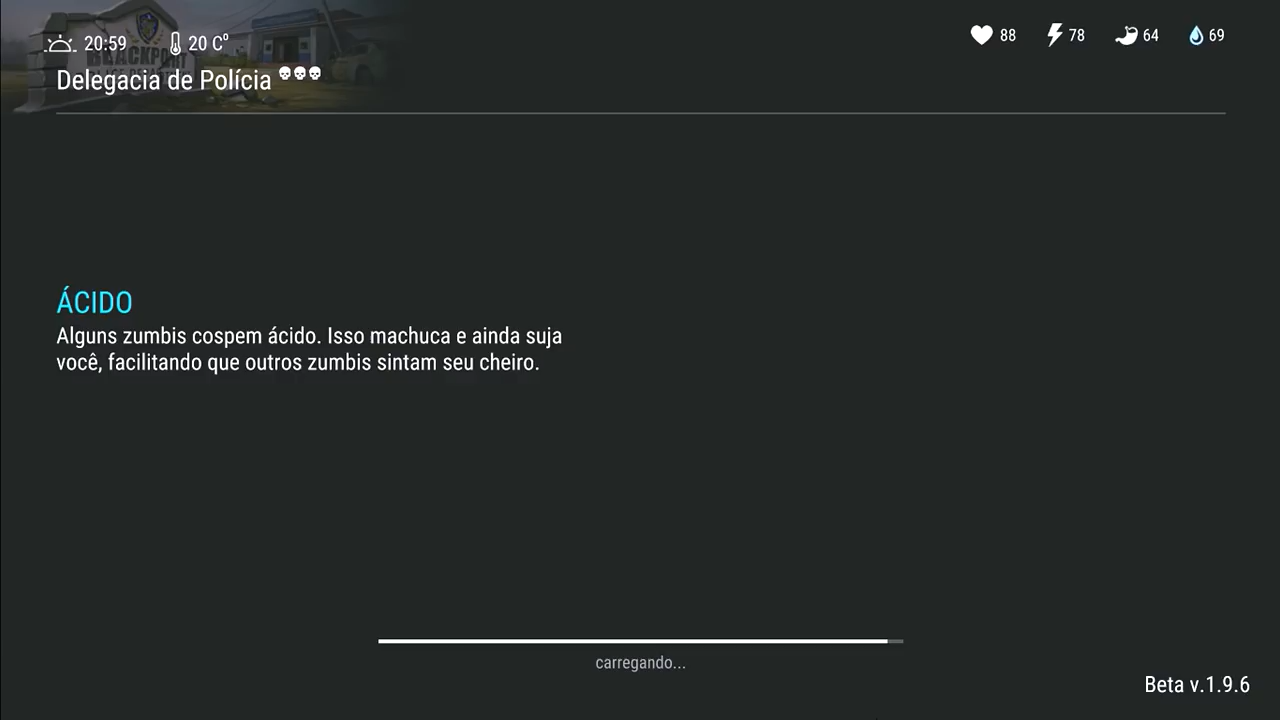 20:59 20 Cº 88 78 64 69
Delegacia de Polícia
ÁCIDO
Alguns zumbis cospem ácido. Isso machuca e ainda suja
você, facilitando que outros zumbis sintam seu cheiro.
carregando...
Beta v.1.9.6